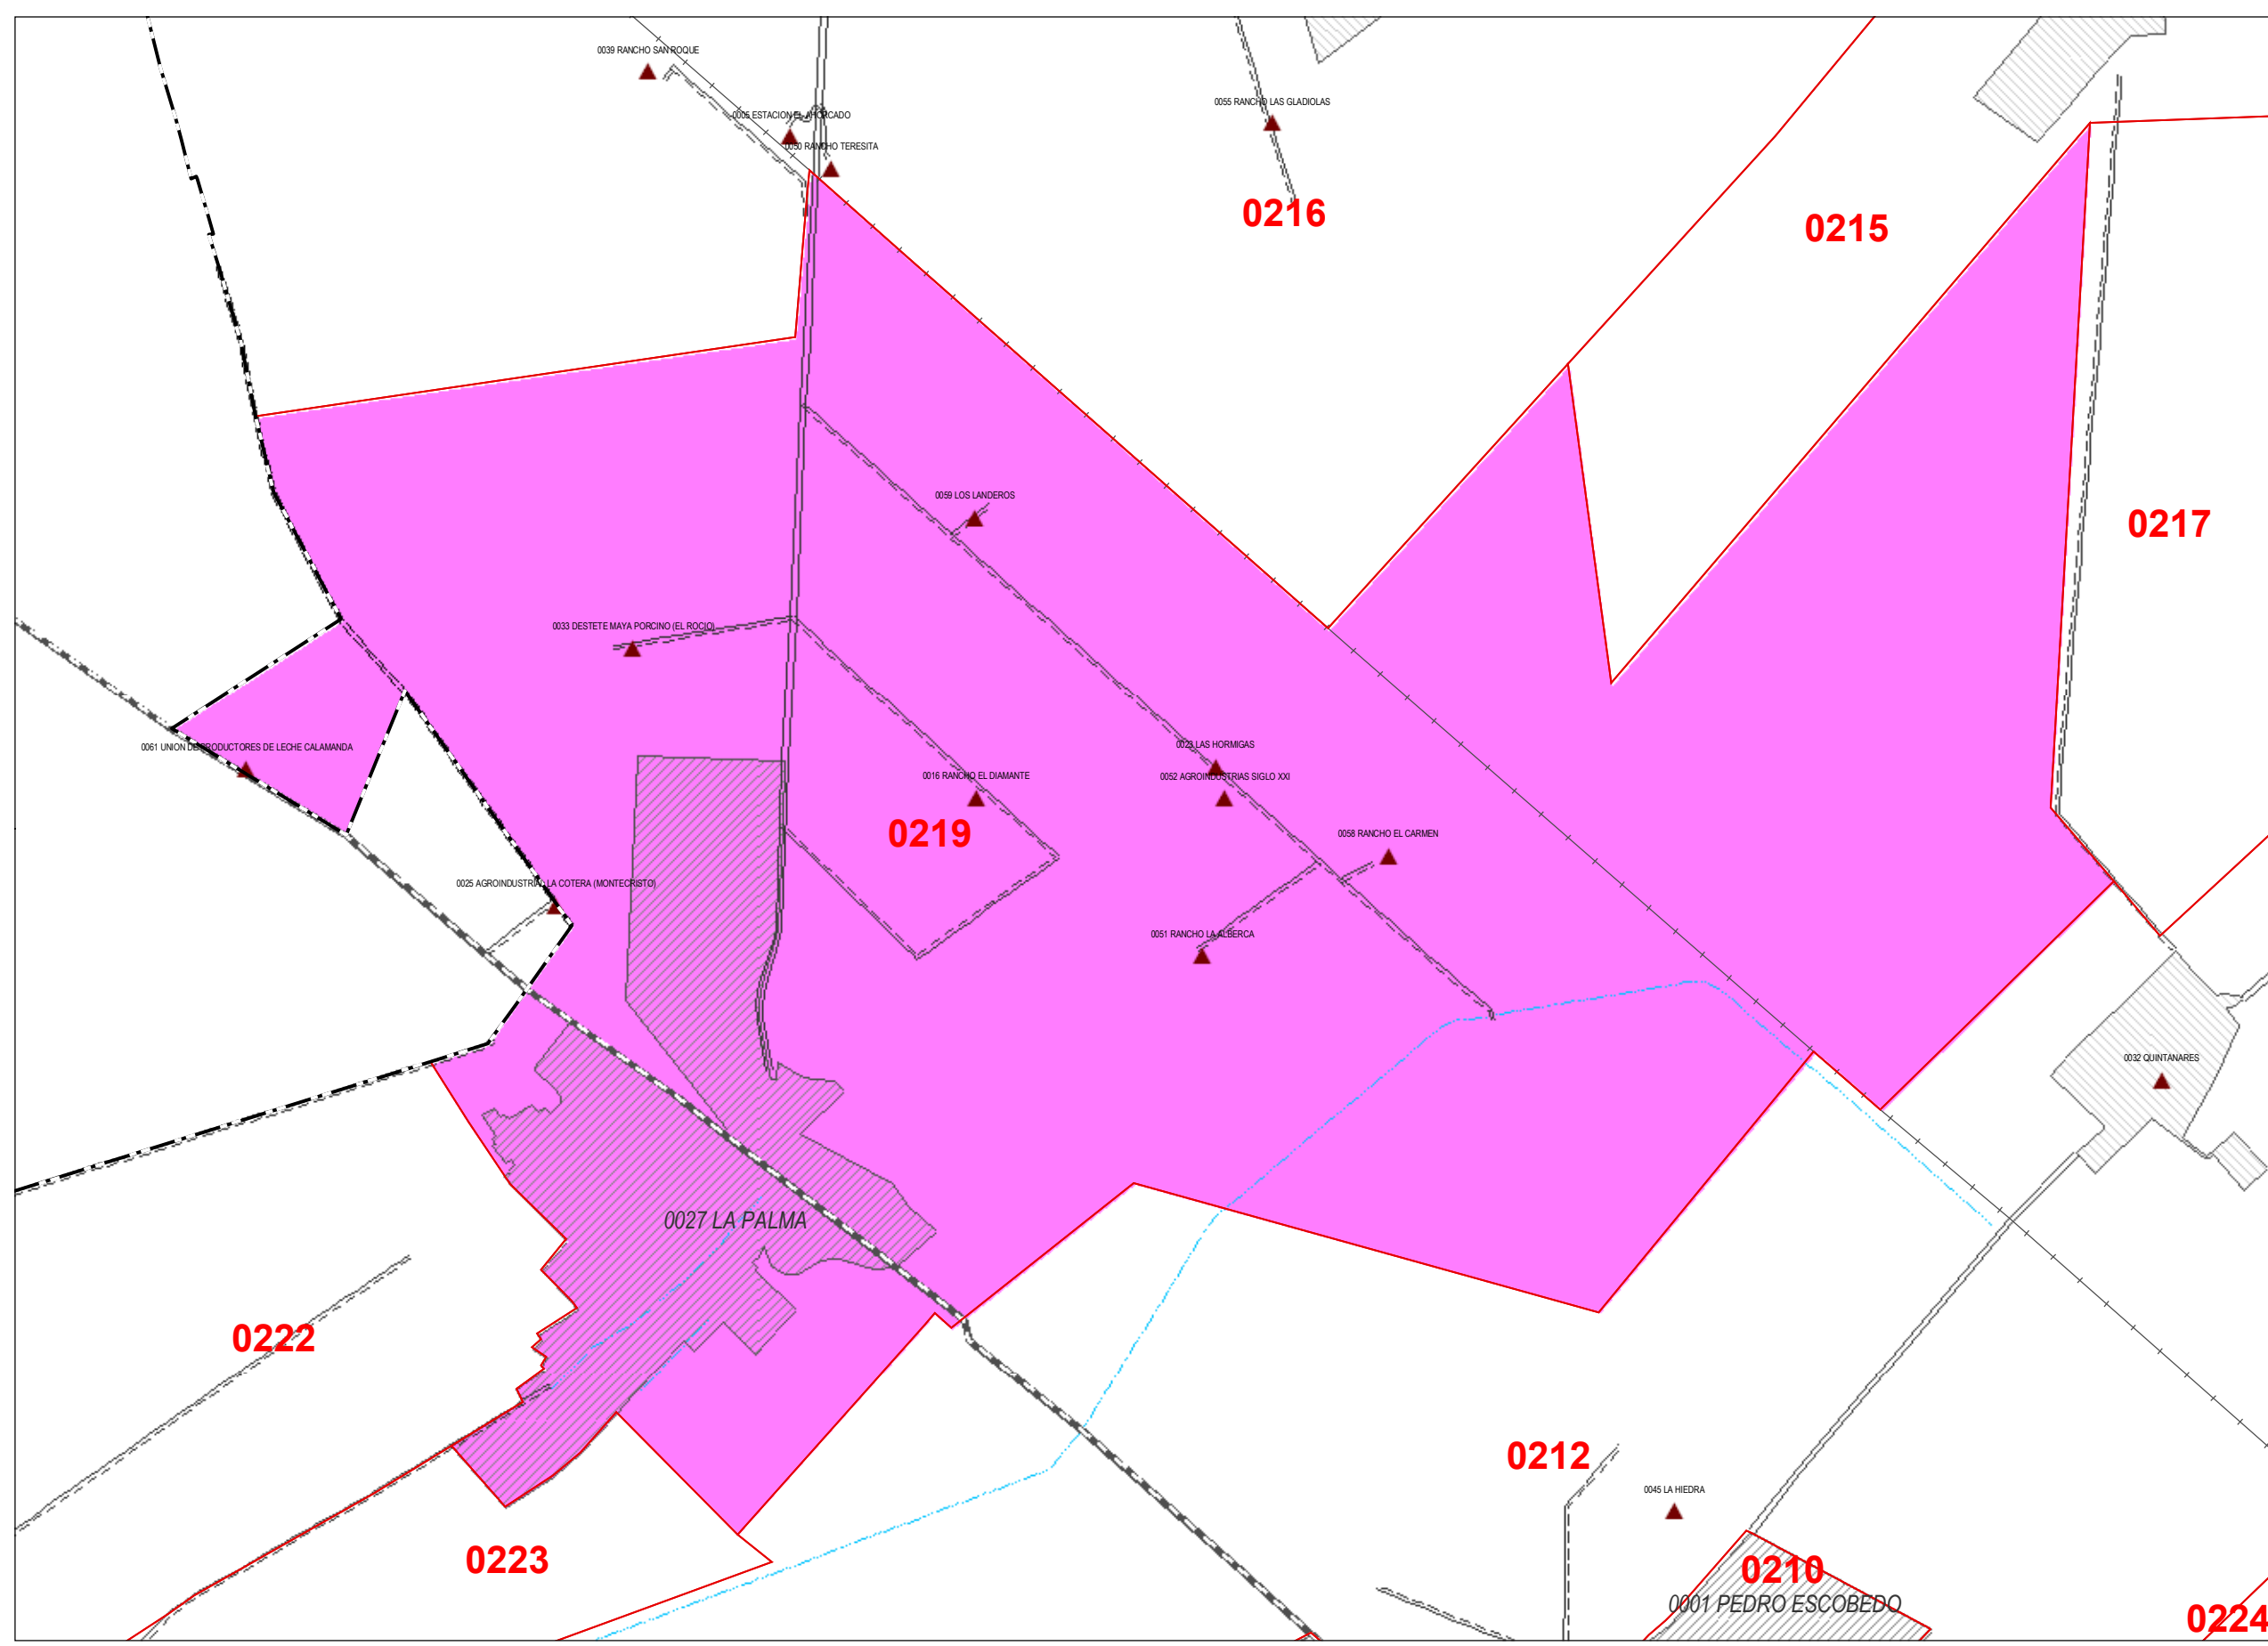 0039 RANCHO SAN ROQUE
0055 RANCHO LAS GLADIOLAS
0005 ESTACION EL AHORCADO
0050 RANCHO TERESITA
0216
0215
0059 LOS LANDEROS
0217
0033 DESTETE MAYA PORCINO (EL ROCIO)
0061 UNION DE PRODUCTORES DE LECHE CALAMANDA
0023 LAS HORMIGAS
0016 RANCHO EL DIAMANTE
0052 AGROINDUSTRIAS SIGLO XXI
0219
0058 RANCHO EL CARMEN
0025 AGROINDUSTRIAL LA COTERA (MONTECRISTO)
0051 RANCHO LA ALBERCA
0032 QUINTANARES
0027 LA PALMA
0222
0212
0045 LA HIEDRA
0223
0210
0001 PEDRO ESCOBEDO
0224